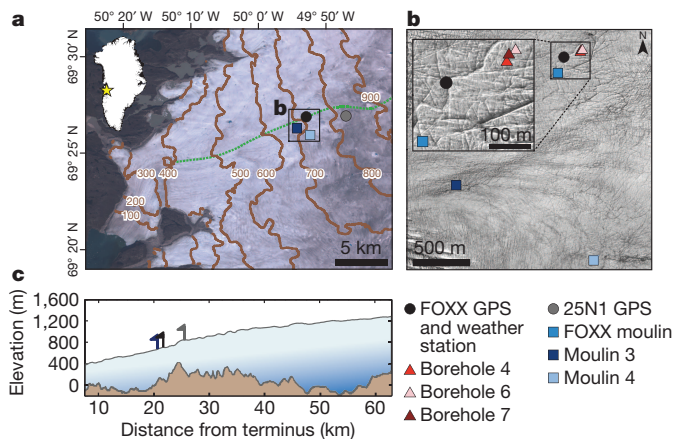 a
50° 20′ W 50° 10′ W 50° 0′ W 49° 50′ W
69° 30′ N
69° 25′ N
69° 20′ N
b
900
300 400 500 600 700 800
200
100
5 km
b
N
100 m
500 m
c
Elevation (m)
1,600
1,200
800
400
0
10 20 30 40 50 60
Distance from terminus (km)
FOXX GPS
and weather
station
Borehole 4
Borehole 6
Borehole 7
25N1 GPS
FOXX moulin
Moulin 3
Moulin 4